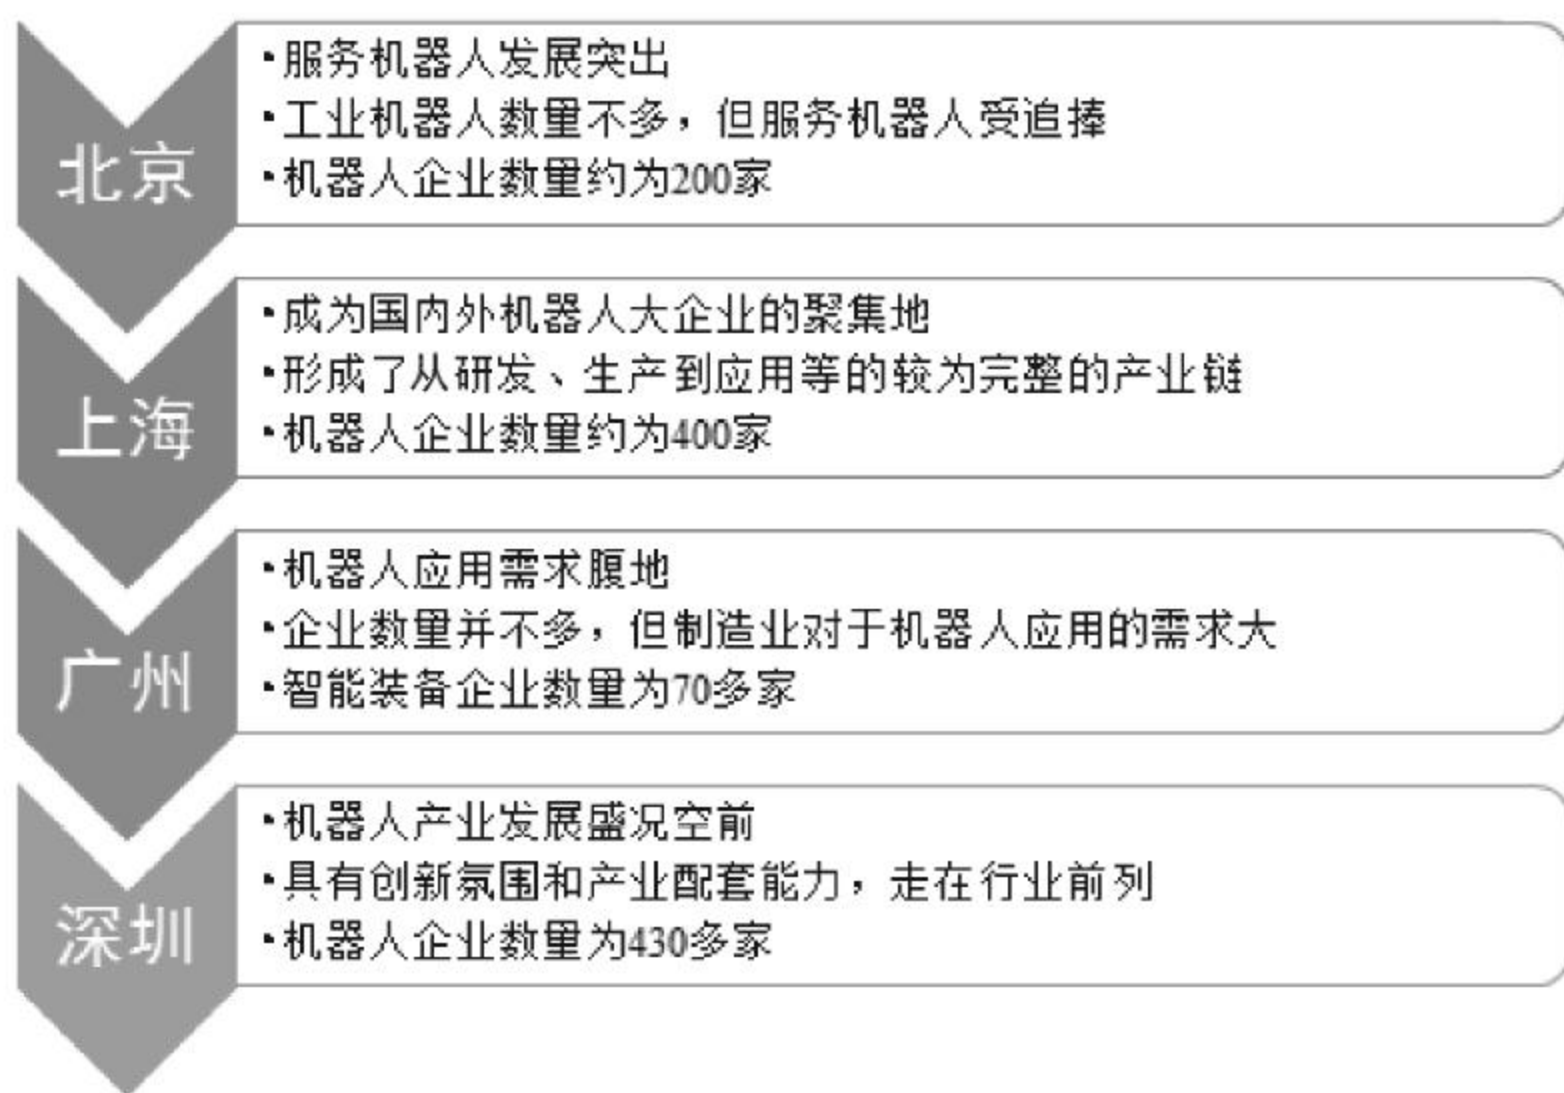 北京
·服务机器人发展突出
·工业机器人数量不多，但服务机器人受追捧
·机器人企业数量约为200家
上海
·成为国内外机器人大企业的聚集地
·形成了从研发、生产到应用等的较为完整的产业链
·机器人企业数量约为400家
广州
·机器人应用需求腹地
·企业数量并不多，但制造业对于机器人应用的需求大
·智能装备企业数量为70多家
深圳
·机器人产业发展盛况空前
·具有创新氛围和产业配套能力，走在行业前列
·机器人企业数量为430多家